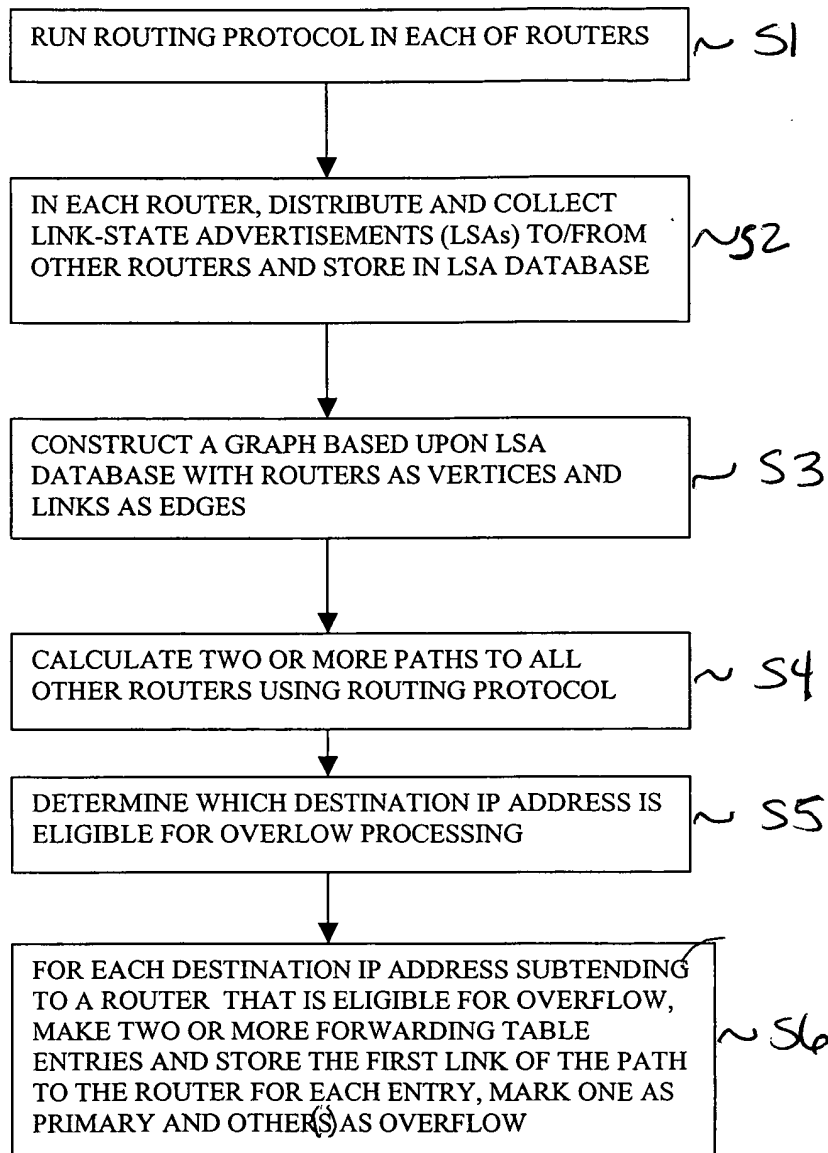 RUN ROUTING PROTOCOL IN EACH OF ROUTERS ~ S1
IN EACH ROUTER, DISTRIBUTE AND COLLECT
LINK-STATE ADVERTISEMENTS (LSAs) TO/FROM ~ S2
OTHER ROUTERS AND STORE IN LSA DATABASE
CONSTRUCT A GRAPH BASED UPON LSA
DATABASE WITH ROUTERS AS VERTICES AND ~ S3
LINKS AS EDGES
CALCULATE TWO OR MORE PATHS TO ALL ~ S4
OTHER ROUTERS USING ROUTING PROTOCOL
DETERMINE WHICH DESTINATION IP ADDRESS IS ~ S5
ELIGIBLE FOR OVERLOW PROCESSING
FOR EACH DESTINATION IP ADDRESS SUBTENDING
TO A ROUTER THAT IS ELIGIBLE FOR OVERFLOW,
MAKE TWO OR MORE FORWARDING TABLE ~ S6
ENTRIES AND STORE THE FIRST LINK OF THE PATH
TO THE ROUTER FOR EACH ENTRY, MARK ONE AS
PRIMARY AND OTHER(S) AS OVERFLOW